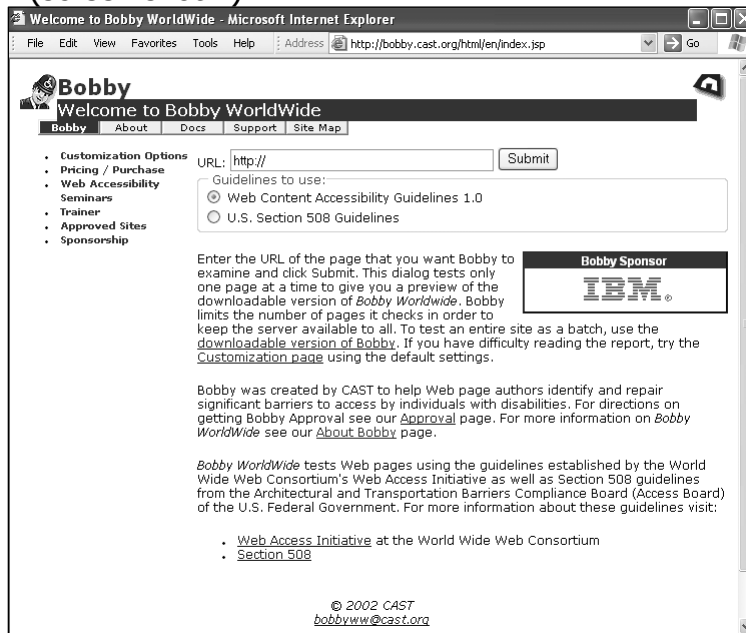 Welcome to Bobby WorldWide - Microsoft Internet Explorer
File Edit View Favorites Tools Help Address http://bobby.cast.org/html/en/index.jsp Go
Bobby
Welcome to Bobby WorldWide
Bobby About Docs Support Site Map
• Customization Options
• Pricing / Purchase
• Web Accessibility
Seminars
• Trainer
• Approved Sites
• Sponsorship
URL: http:// Submit
Guidelines to use:
Web Content Accessibility Guidelines 1.0
U.S. Section 508 Guidelines
Enter the URL of the page that you want Bobby to
examine and click Submit. This dialog tests only
one page at a time to give you a preview of the
downloadable version of Bobby Worldwide. Bobby
limits the number of pages it checks in order to
keep the server available to all. To test an entire site as a batch, use the
downloadable version of Bobby. If you have difficulty reading the report, try the
Customization page using the default settings.
Bobby Sponsor
IBM®
Bobby was created by CAST to help Web page authors identify and repair
significant barriers to access by individuals with disabilities. For directions on
getting Bobby Approval see our Approval page. For more information on Bobby
WorldWide see our About Bobby page.
Bobby WorldWide tests Web pages using the guidelines established by the World
Wide Web Consortium's Web Access Initiative as well as Section 508 guidelines
from the Architectural and Transportation Barriers Compliance Board (Access Board)
of the U.S. Federal Government. For more information about these guidelines visit:
• Web Access Initiative at the World Wide Web Consortium
• Section 508
© 2002 CAST
bobbyww@cast.org